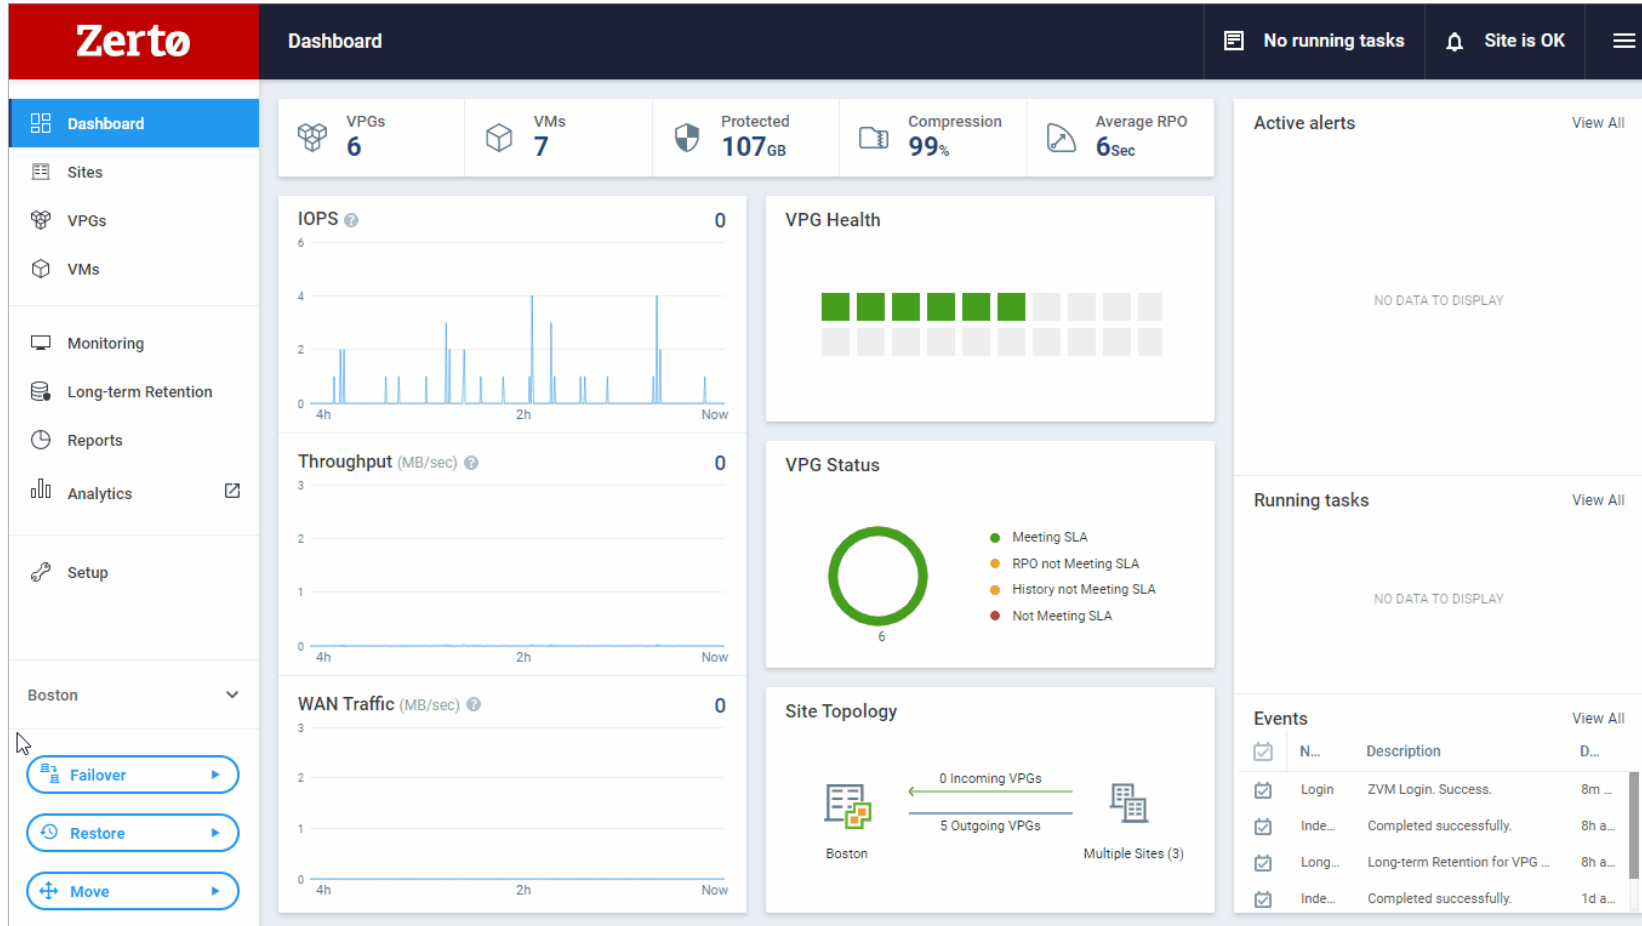 Zerto
Dashboard
No running tasks
Site is OK
Dashboard
Sites
VPGs
VMs
Monitoring
Long-term Retention
Reports
Analytics
Setup
Boston
Failover
Restore
Move
VPGs
6
VMs
7
Protected
107GB
Compression
99%
Average RPO
6Sec
IOPS ?
0
6
4
2
0
4h 2h Now
Throughput (MB/sec) ?
0
3
2
1
0
4h 2h Now
WAN Traffic (MB/sec) ?
0
3
2
1
0
4h 2h Now
VPG Health
VPG Status
6
Meeting SLA
RPO not Meeting SLA
History not Meeting SLA
Not Meeting SLA
Site Topology
0 Incoming VPGs
5 Outgoing VPGs
Boston
Multiple Sites (3)
Active alerts View All
NO DATA TO DISPLAY
Running tasks View All
NO DATA TO DISPLAY
Events View All
N... Description D...
Login ZVM Login. Success. 8m ...
Inde... Completed successfully. 8h a...
Long... Long-term Retention for VPG ... 8h a...
Inde... Completed successfully. 1d a...